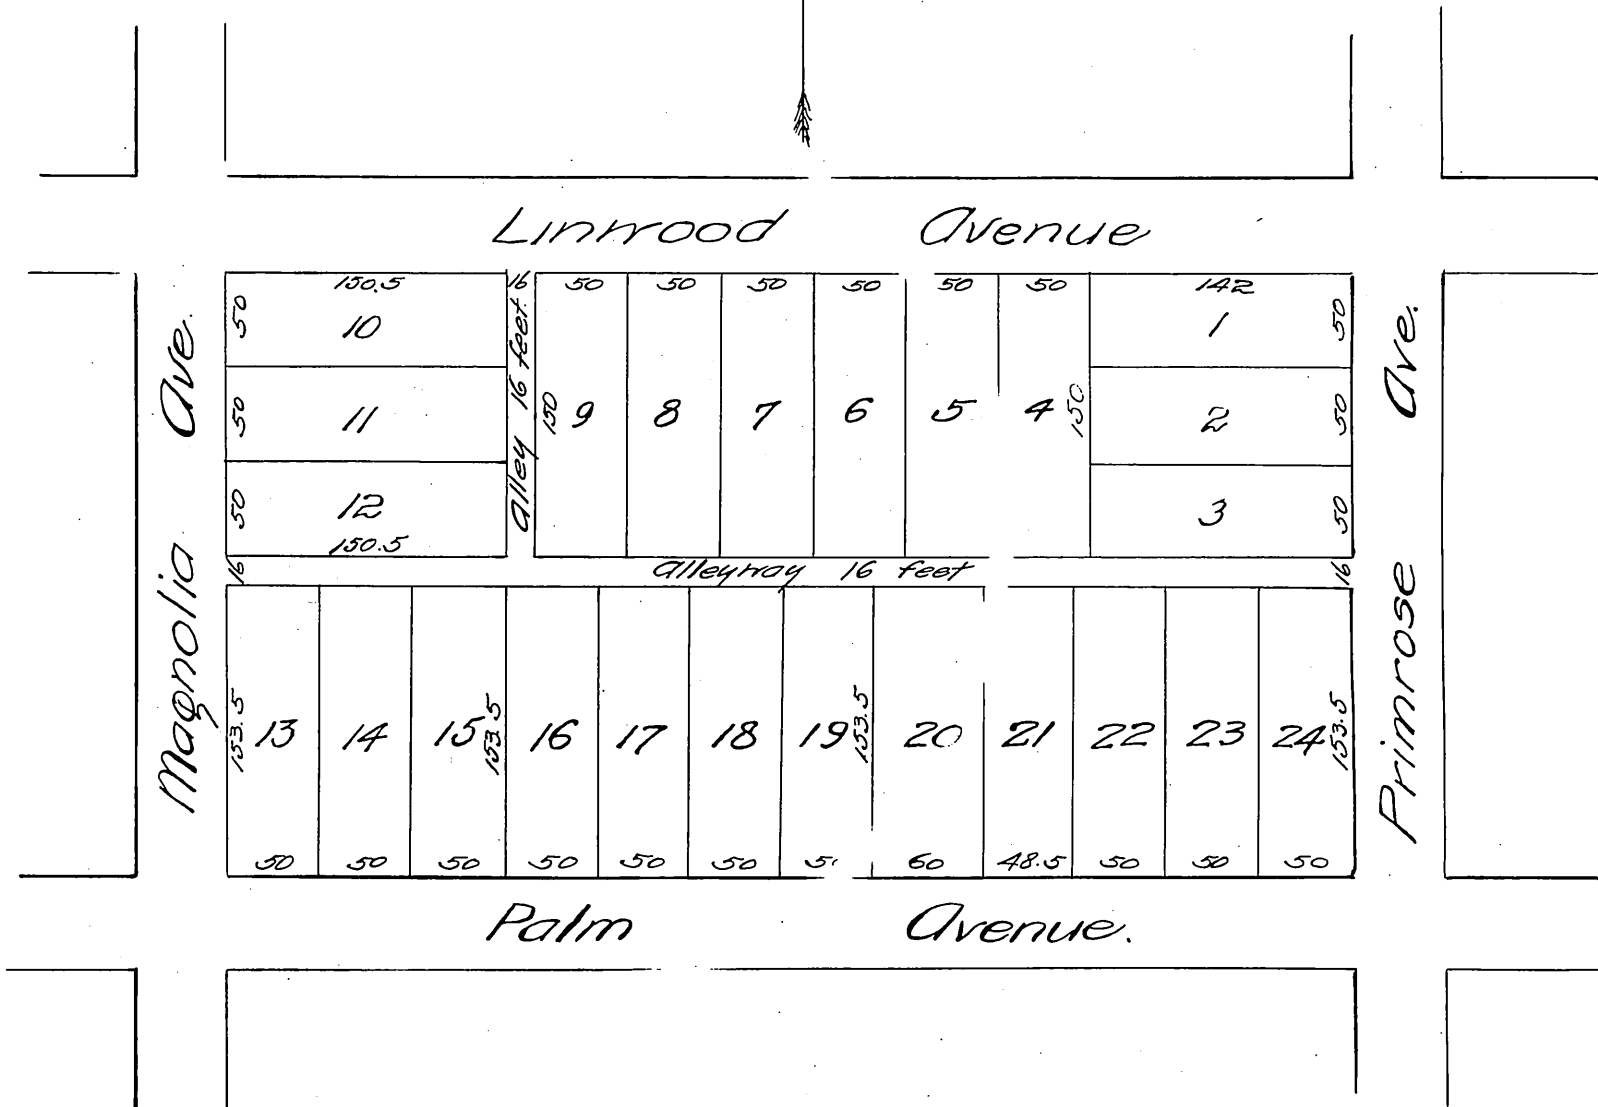 Linwood Avenue
150.5 16 50 50 50 50 50 50 142
50 10 1 50
Magnolia Ave.
Alley 16 feet
50 11 150 9 8 7 6 5 4 150 2 50
50 12 3 50
150.5
16 Alleyway 16 feet 16
Primrose Ave.
153.5 13 14 15 153.5 16 17 18 19 153.5 20 21 22 23 24 153.5
50 50 50 50 50 50 60 48.5 50 50 50
Palm Avenue.